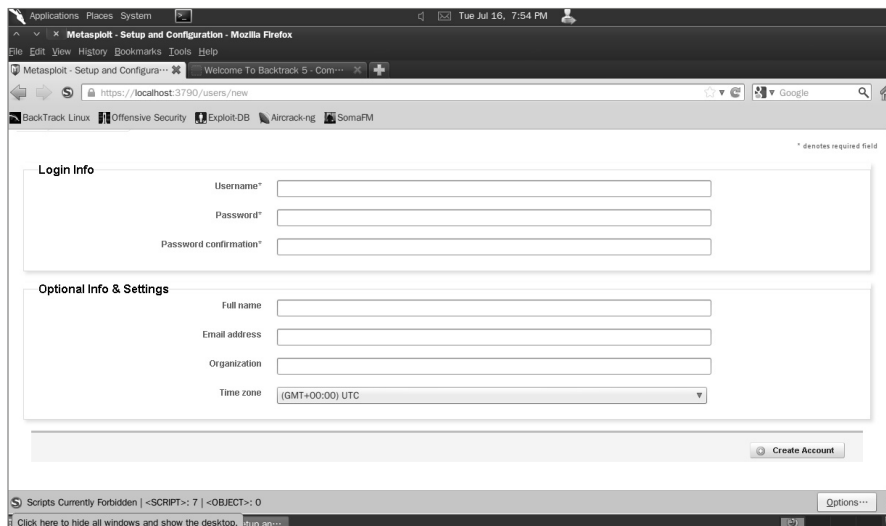 Applications Places System
Tue Jul 16, 7:54 PM
Metasploit - Setup and Configuration - Mozilla Firefox
File Edit View History Bookmarks Tools Help
Metasploit - Setup and Configura··· Welcome To Backtrack 5 - Com···
https://localhost:3790/users/new Google
BackTrack Linux Offensive Security Exploit-DB Aircrack-ng SomaFM
* denotes required field
Login Info
Username*
Password*
Password confirmation*
Optional Info & Settings
Full name
Email address
Organization
Time zone (GMT+00:00) UTC
Create Account
Scripts Currently Forbidden | <SCRIPT>: 7 | <OBJECT>: 0 Options···
Click here to hide all windows and show the desktop.